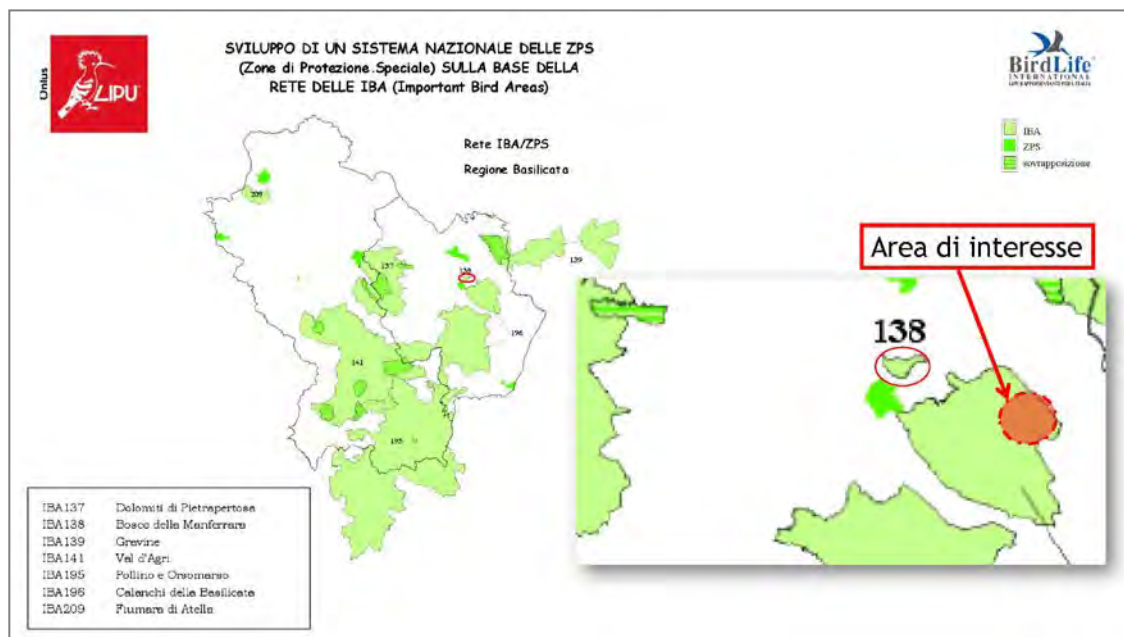 Onlus
LIPU
SVILUPPO DI UN SISTEMA NAZIONALE DELLE ZPS
(Zone di Protezione.Speciale) SULLA BASE DELLA
RETE DELLE IBA (Important Bird Areas)
BirdLife
INTERNATIONAL
Rete IBA/ZPS
Regione Basilicata
IBA
ZPS
sovrapposizione
209
137
138
139
196
141
195
Area di interesse
138
IBA137 Dolomiti di Pietrapertosa
IBA138 Bosco della Manferrara
IBA139 Gravine
IBA141 Val d'Agri
IBA195 Pollino e Orsomarso
IBA196 Calanchi della Basilicata
IBA209 Fiumara di Atella